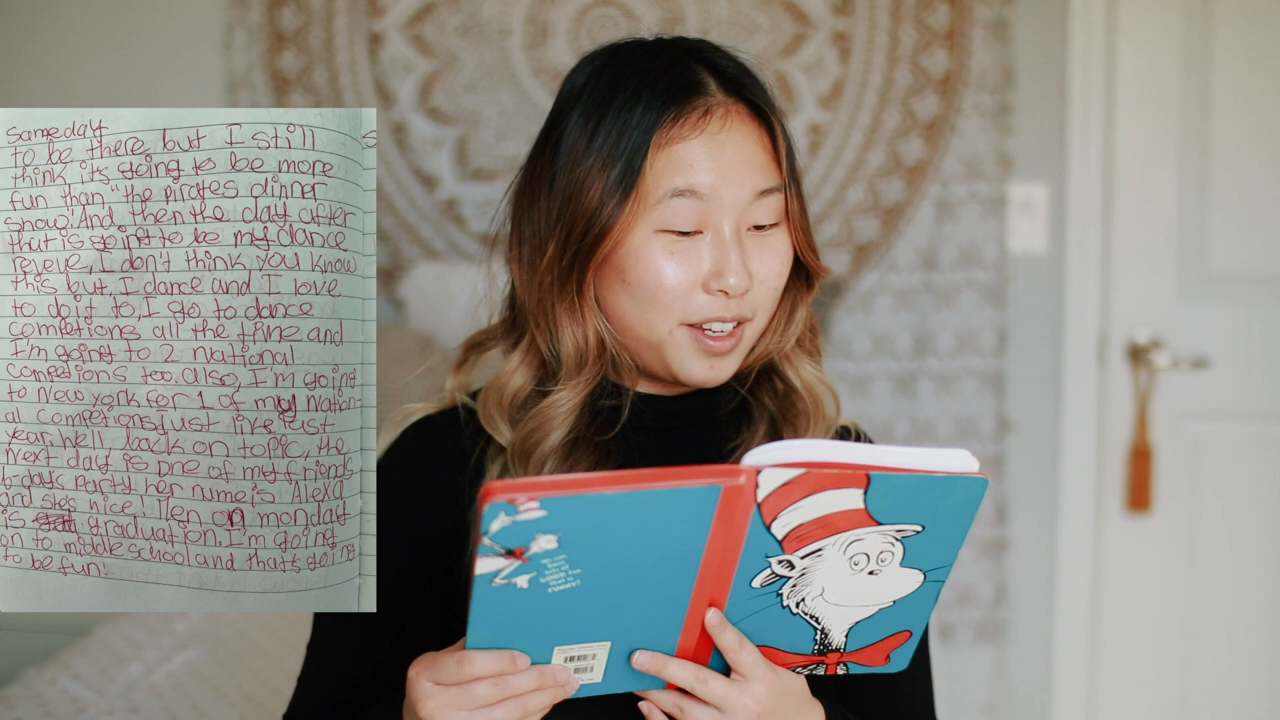 same day
to be there but I still
think it's going to be more
fun than "the pirates dinner
show." And then the day after
that is going to be my dance
reveue, I don't think you know
this but, I dance and I love
to do it to, I go to dance
competions all the time and
I'm going to 2 national
competions too. also, I'm going
to New York for 1 of my nation-
al competions just like last
year. Well back on topic, the
next day is one of my friends
b-days party her name is Alexa
and shes nice. Then on monday
is graduation. I'm going
on to middle school and that's going
to be fun!
S